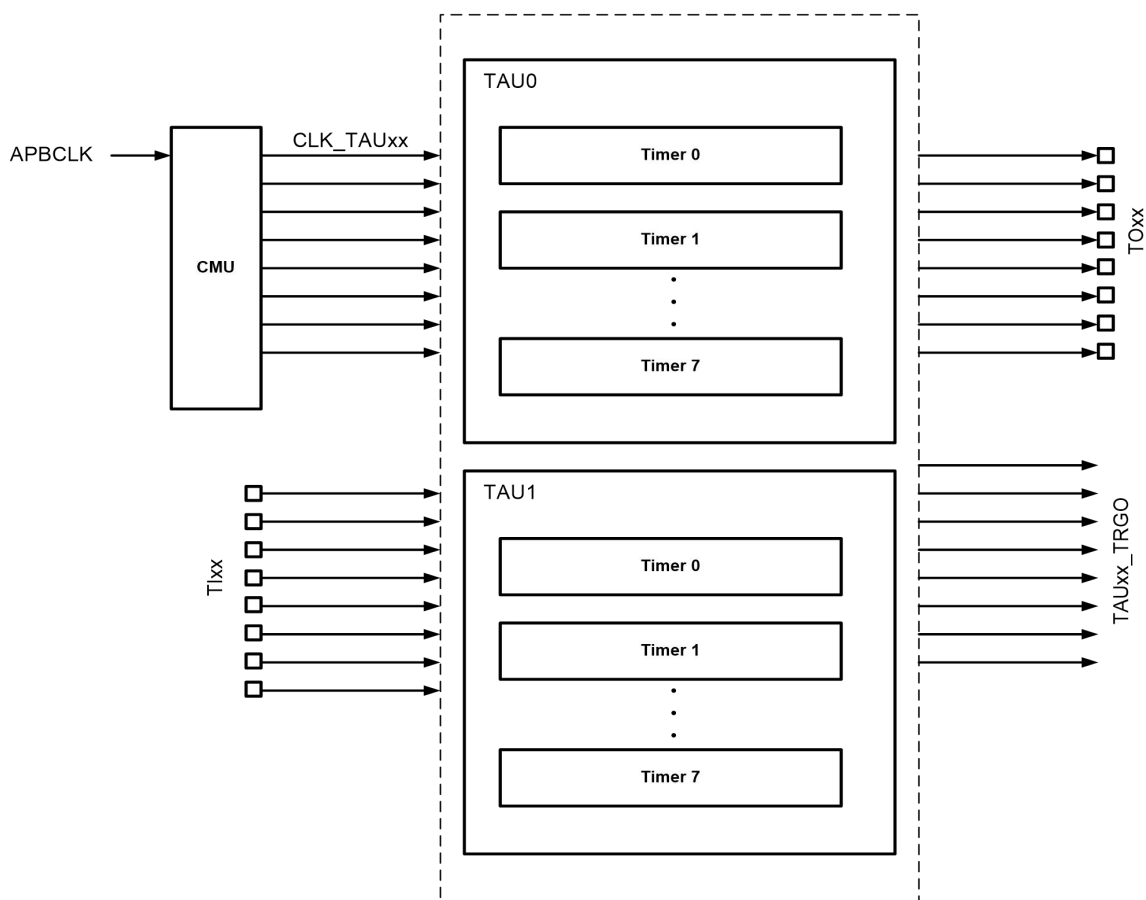 TAU0
Timer 0
APBCLK
CLK_TAUxx
Timer 1
CMU
TOxx
Timer 7
TAU1
Timer 0
TIxx
TAUxx_TRGO
Timer 1
Timer 7